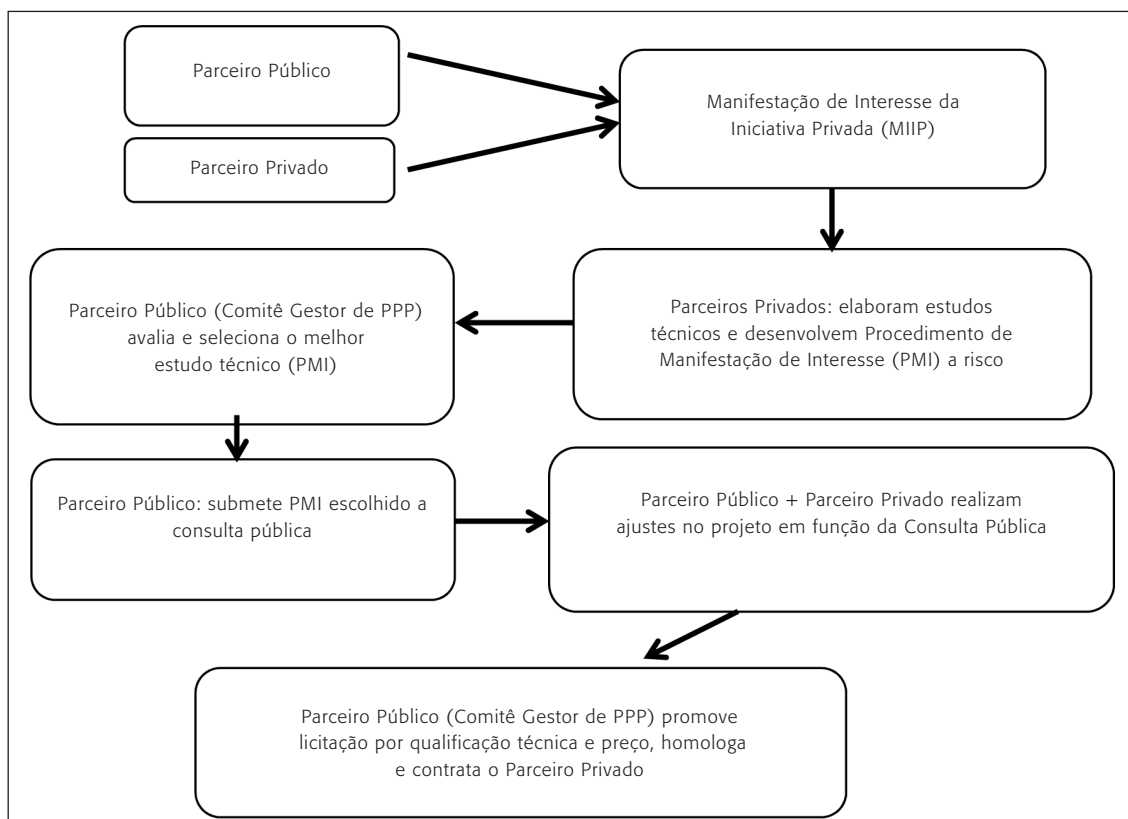 Parceiro Público
Parceiro Privado
Manifestação de Interesse da
Iniciativa Privada (MIIP)
Parceiros Privados: elaboram estudos
técnicos e desenvolvem Procedimento de
Manifestação de Interesse (PMI) a risco
Parceiro Público (Comitê Gestor de PPP)
avalia e seleciona o melhor
estudo técnico (PMI)
Parceiro Público: submete PMI escolhido a
consulta pública
Parceiro Público + Parceiro Privado realizam
ajustes no projeto em função da Consulta Pública
Parceiro Público (Comitê Gestor de PPP) promove
licitação por qualificação técnica e preço, homologa
e contrata o Parceiro Privado